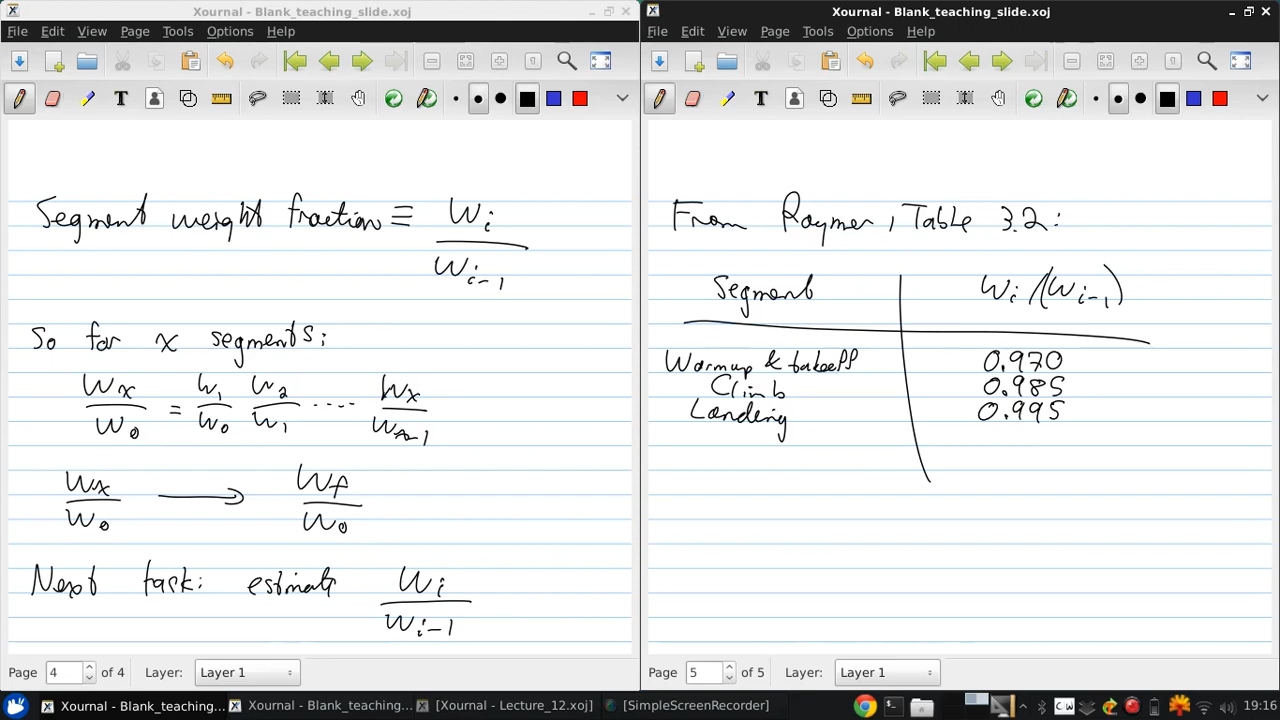 Xournal - Blank_teaching_slide.xoj
File Edit View Page Tools Options Help
Segment weight fraction ≡ Wi / Wi-1
So for x segments:
Wx / W0 = W1 / W0 W2 / W1 .... Wx / Wx-1
Wx / W0 → Wf / W0
Next task: estimate Wi / Wi-1
Page 4 of 4 Layer: Layer 1
Xournal - Blank_teaching_slide.xoj
File Edit View Page Tools Options Help
From Raymer, Table 3.2:
Segment Wi/(Wi-1)
Warmup & takeoff 0.970
Climb 0.985
Landing 0.995
Page 5 of 5 Layer: Layer 1
Xournal - Blank_teaching... Xournal - Blank_teaching... [Xournal - Lecture_12.xoj] [SimpleScreenRecorder] CW 19:16